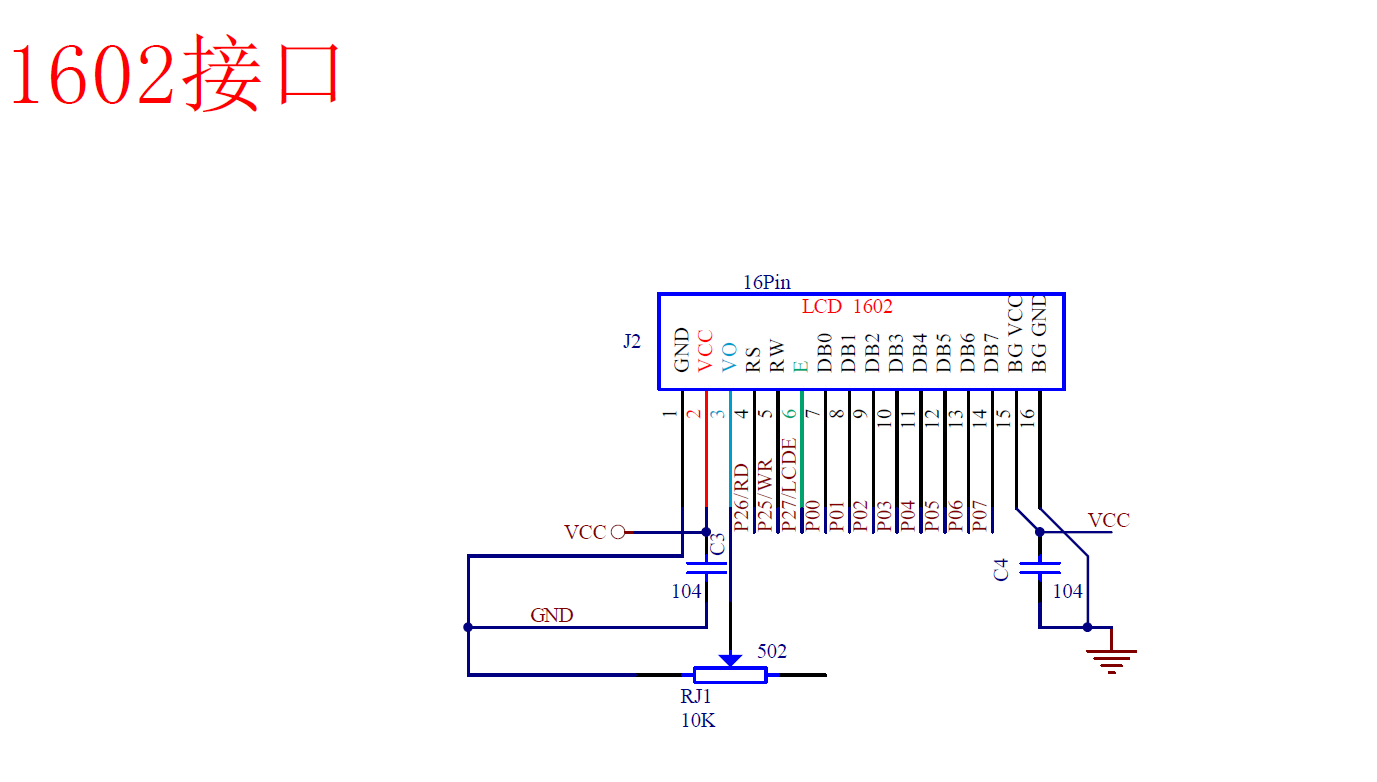 1602接口
16Pin
LCD 1602
J2
GND
VCC
VO
RS
RW
E
DB0
DB1
DB2
DB3
DB4
DB5
DB6
DB7
BG VCC
BG GND
1
2
3
4
5
6
7
8
9
10
11
12
13
14
15
16
P26/RD
P25/WR
P27/LCDE
P00
P01
P02
P03
P04
P05
P06
P07
VCC
C3
104
GND
VCC
C4
104
502
RJ1
10K